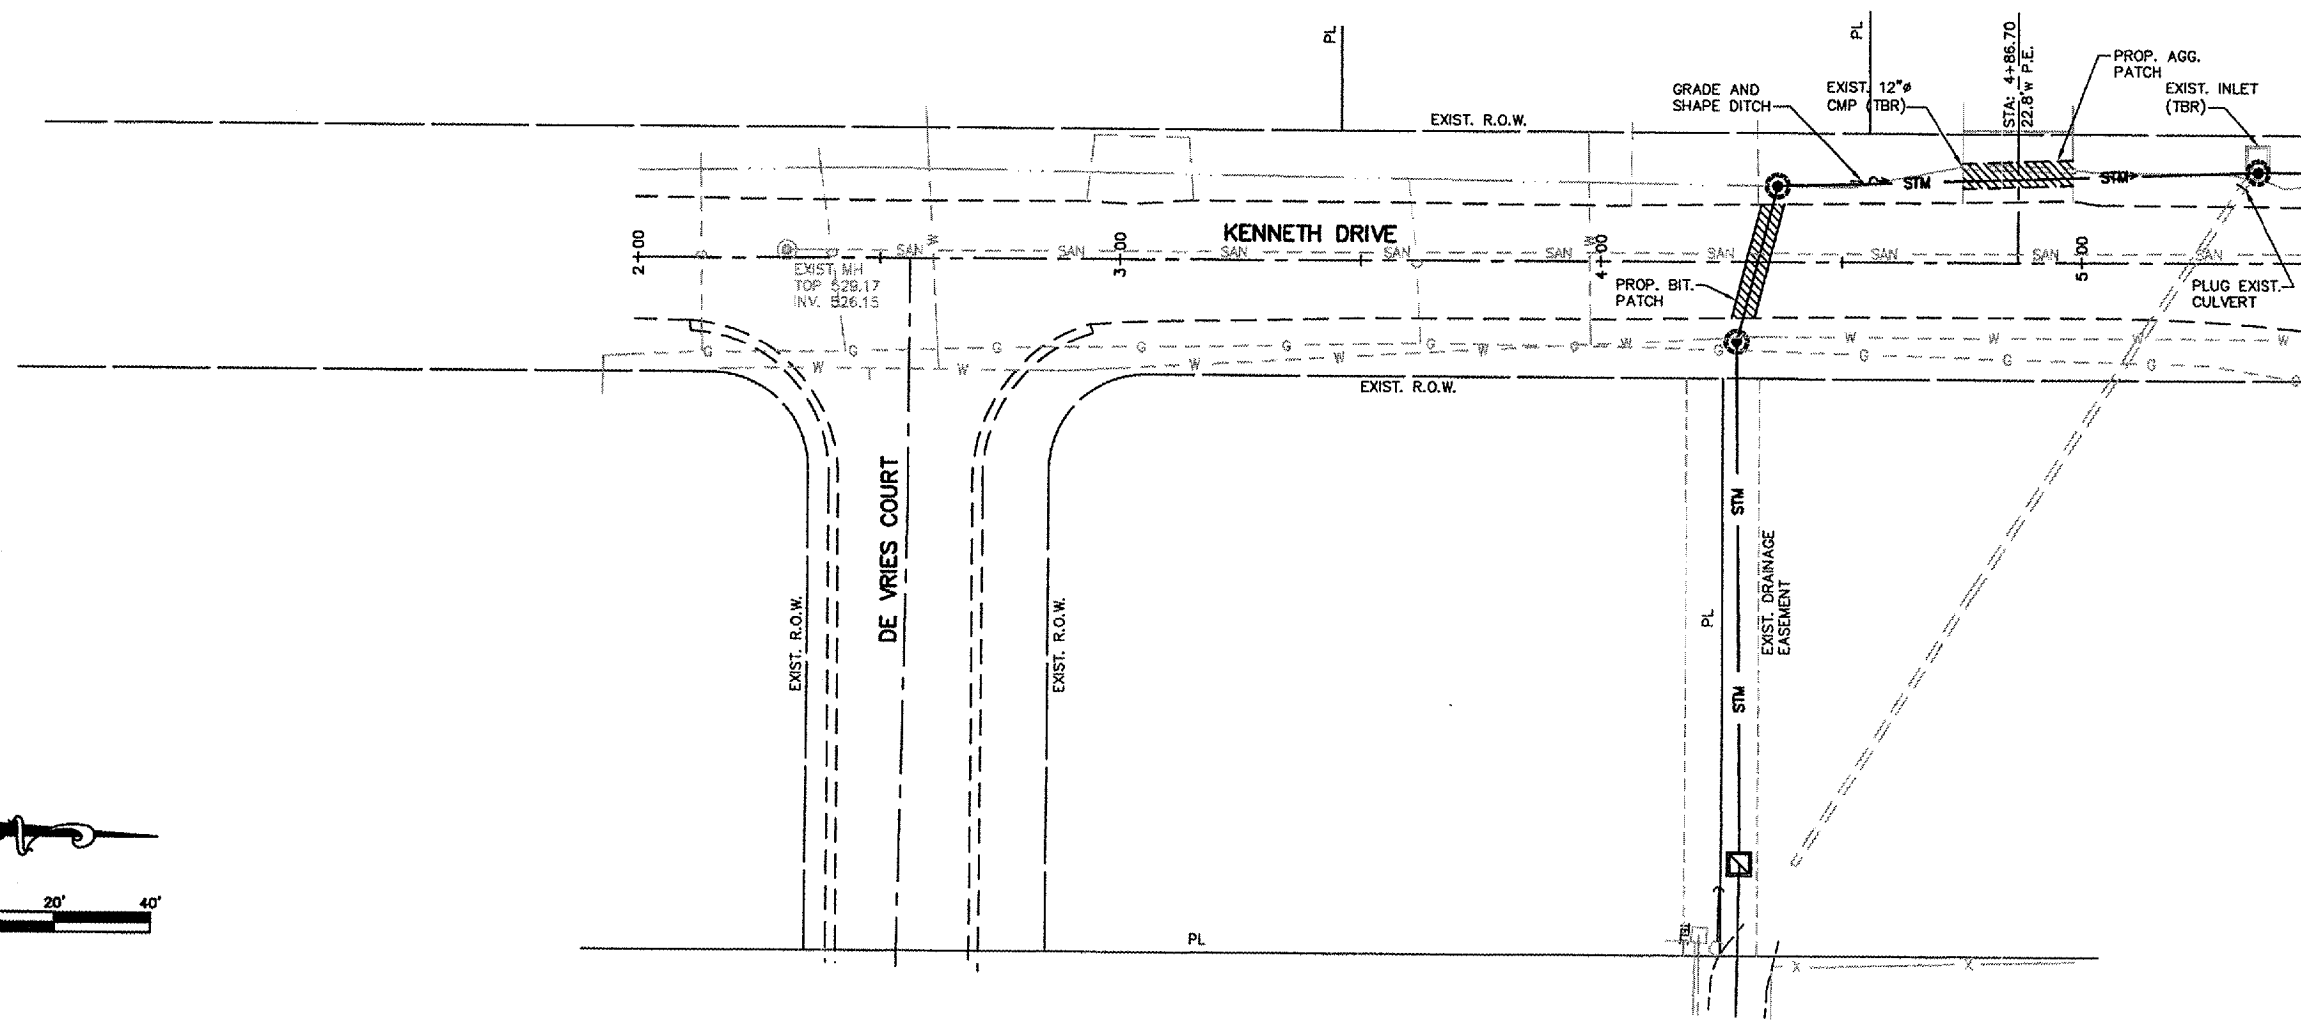 PL
PL
STA: 4+86.70
22.8'W P.E.
PROP. AGG.
PATCH
GRADE AND
SHAPE DITCH
EXIST. 12"ø
CMP (TBR)
EXIST. INLET
(TBR)
EXIST. R.O.W.
STM
STM
KENNETH DRIVE
2+00
3+00
4+00
5+00
SAN
SAN
SAN
SAN
SAN
SAN
SAN
SAN
SAN
W
W
EXIST MH
TOP 529.17
INV. 526.15
PROP. BIT.
PATCH
PLUG EXIST.
CULVERT
G
G
G
G
G
G
G
G
G
G
G
W
W
W
W
W
W
W
W
W
W
W
EXIST. R.O.W.
DE VRIES COURT
EXIST. R.O.W.
EXIST. R.O.W.
STM
STM
PL
EXIST. DRAINAGE
EASEMENT
20'
40'
PL
X
X